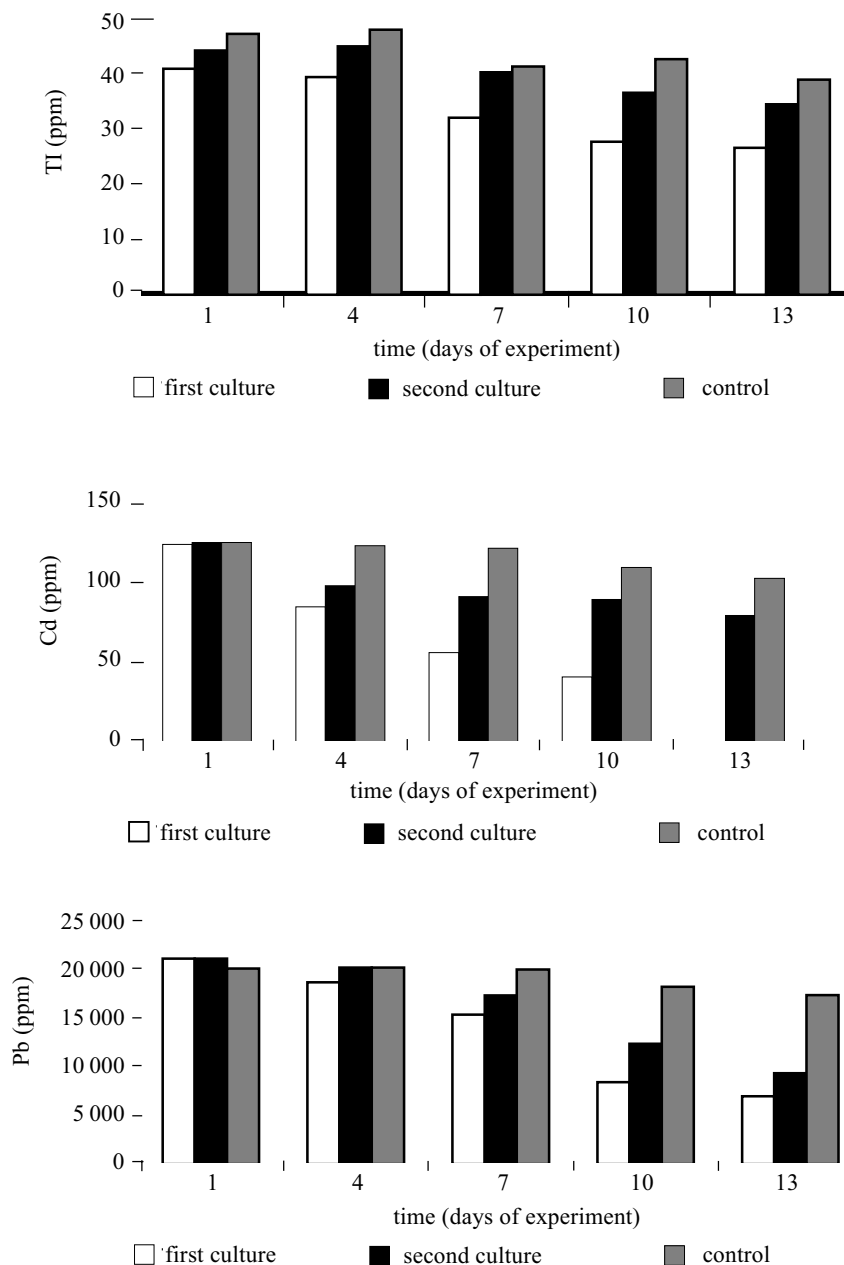 50
40
30
20
10
0
TI (ppm)
1 4 7 10 13
time (days of experiment)
first culture second culture control
150
100
50
0
Cd (ppm)
1 4 7 10 13
time (days of experiment)
first culture second culture control
25 000
20 000
15 000
10 000
5 000
0
Pb (ppm)
1 4 7 10 13
time (days of experiment)
first culture second culture control